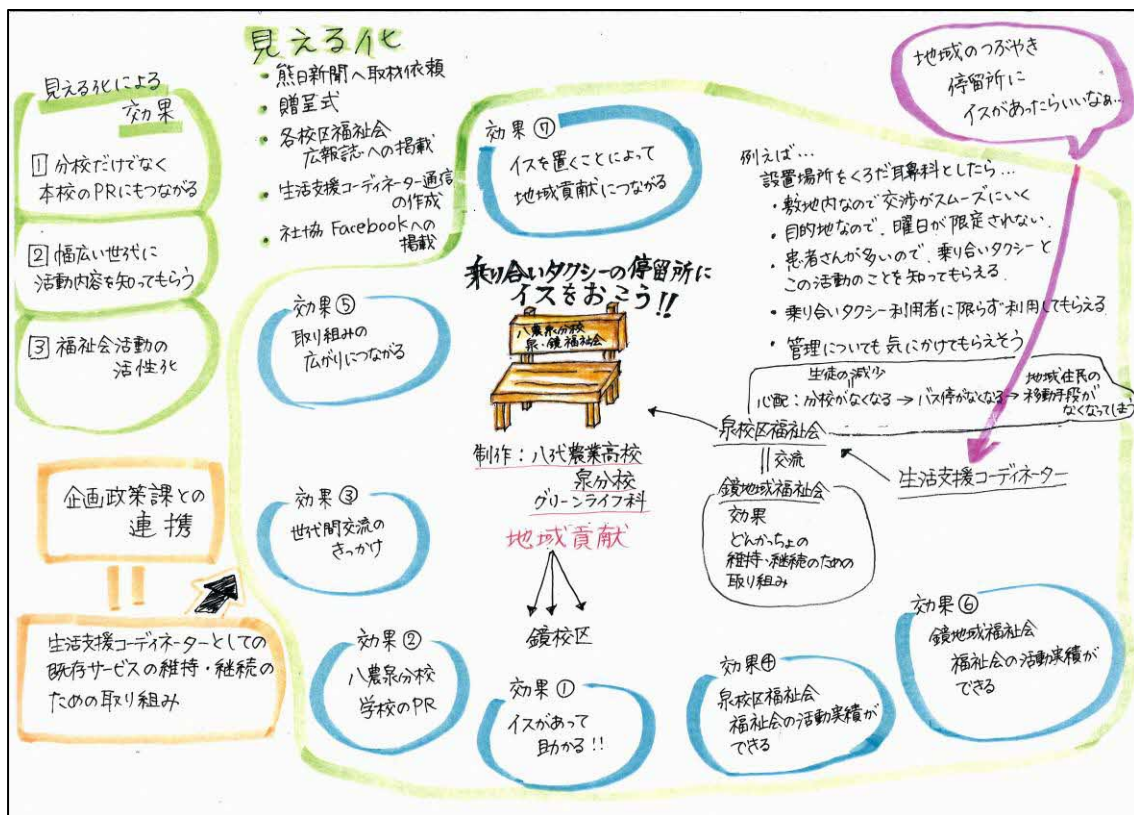 見える化
・熊日新聞へ取材依頼
・贈呈式
・各校区福祉会
広報誌への掲載
・生活支援コーディネーター通信
の作成
・社協 Facebookへの
掲載
見える化による
効果
1 分校だけでなく
本校のPRにもつながる
2 幅広い世代に
活動内容を知ってもらう
3 福祉会活動の
活性化
企画政策課との
連携
生活支援コーディネーターとしての
既存サービスの維持・継続の
ための取り組み
地域のつぶやき
停留所に
イスがあったらいいなぁ…
効果⑦
イスを置くことによって
地域貢献につながる
例えば…
設置場所をくろだ耳鼻科としたら…
・敷地内なので交渉がスムーズにいく
・目的地なので、曜日が限定されない
・患者さんが多いので、乗り合いタクシーと
この活動のことを知ってもらえる
・乗り合いタクシー利用者に限らず利用してもらえる
・管理についても気にかけてもらえそう
生徒の減少
心配:分校がなくなる→バス停がなくなる→
地域住民の
移動手段が
なくなってしまう
乗り合いタクシーの停留所に
イスをおこう!!
八農泉分校
泉・鏡福祉会
効果⑤
取り組みの
広がりにつながる
制作:八代農業高校
泉分校
グリーンライフ科
地域貢献
鏡校区
泉校区福祉会
交流
鏡地域福祉会
効果
どんかっちょの
維持・継続のための
取り組み
生活支援コーディネーター
効果③
世代間交流の
きっかけ
効果②
八農泉分校
学校のPR
効果①
イスがあって
助かる!!
効果④
泉校区福祉会
福祉会の活動実績が
できる
効果⑥
鏡地域福祉会
福祉会の活動実績が
できる